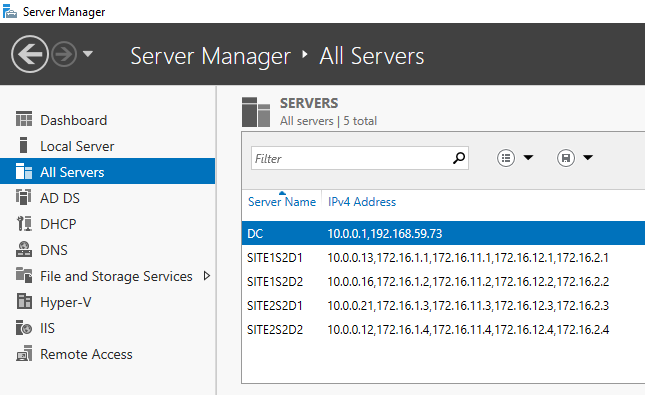 Server Manager
Server Manager ‣ All Servers
Dashboard
Local Server
All Servers
AD DS
DHCP
DNS
File and Storage Services
Hyper-V
IIS
Remote Access
SERVERS
All servers | 5 total
Filter
Server Name IPv4 Address
DC 10.0.0.1,192.168.59.73
SITE1S2D1 10.0.0.13,172.16.1.1,172.16.11.1,172.16.12.1,172.16.2.1
SITE1S2D2 10.0.0.16,172.16.1.2,172.16.11.2,172.16.12.2,172.16.2.2
SITE2S2D1 10.0.0.21,172.16.1.3,172.16.11.3,172.16.12.3,172.16.2.3
SITE2S2D2 10.0.0.12,172.16.1.4,172.16.11.4,172.16.12.4,172.16.2.4